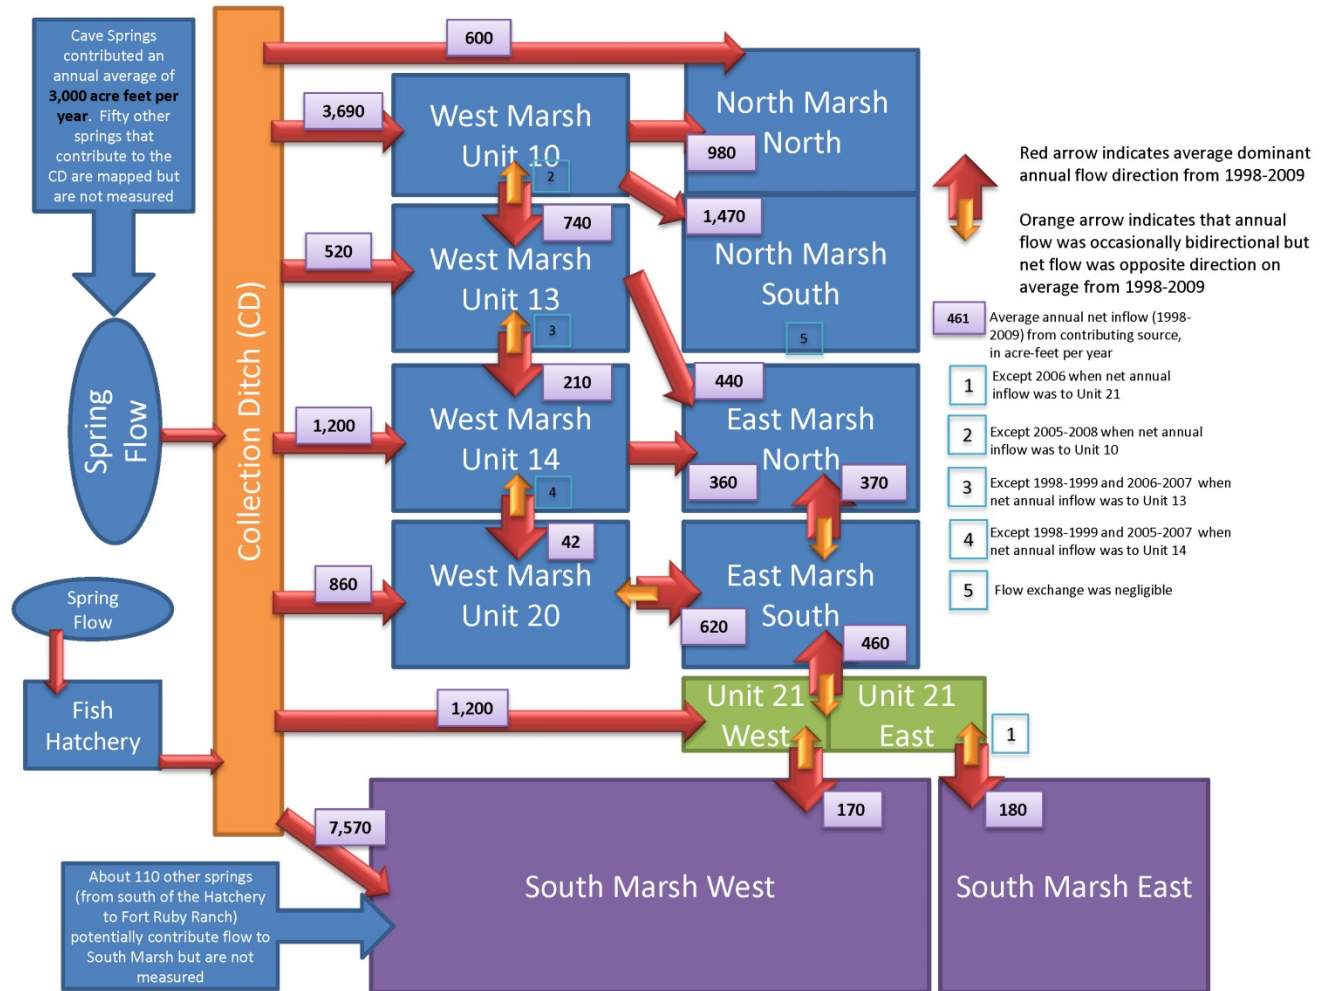 Cave Springs
contributed an
annual average of
3,000 acre feet per
year. Fifty other
springs that
contribute to the
CD are mapped but
are not measured
Spring
Flow
Spring
Flow
Fish
Hatchery
Collection Ditch (CD)
600
3,690
520
1,200
860
1,200
7,570
West Marsh
Unit 10
2
740
West Marsh
Unit 13
3
210
West Marsh
Unit 14
4
42
West Marsh
Unit 20
North Marsh
North
980
1,470
North Marsh
South
5
440
East Marsh
North
360
370
East Marsh
South
620
460
Unit 21
West
Unit 21
East
1
170
180
South Marsh West
South Marsh East
About 110 other springs
(from south of the Hatchery
to Fort Ruby Ranch)
potentially contribute flow to
South Marsh but are not
measured
Red arrow indicates average dominant
annual flow direction from 1998-2009
Orange arrow indicates that annual
flow was occasionally bidirectional but
net flow was opposite direction on
average from 1998-2009
461
Average annual net inflow (1998-
2009) from contributing source,
in acre-feet per year
1
Except 2006 when net annual
inflow was to Unit 21
2
Except 2005-2008 when net annual
inflow was to Unit 10
3
Except 1998-1999 and 2006-2007 when
net annual inflow was to Unit 13
4
Except 1998-1999 and 2005-2007 when
net annual inflow was to Unit 14
5
Flow exchange was negligible